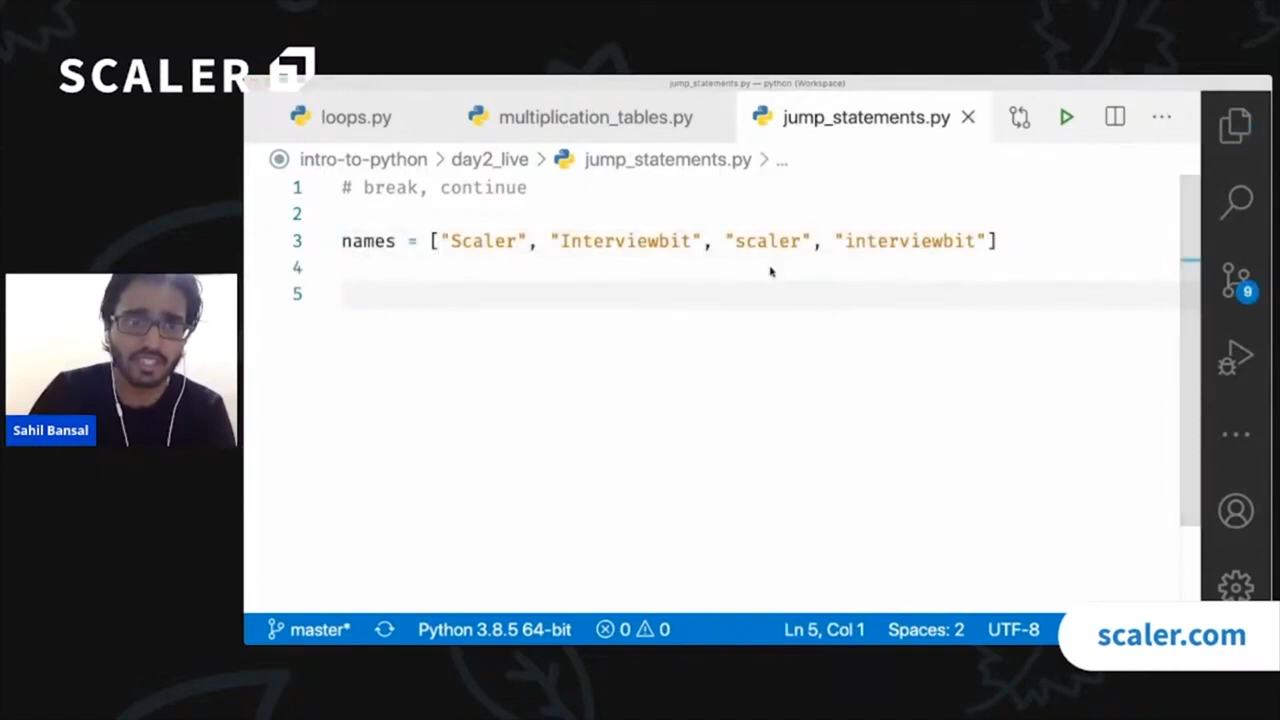 SCALER
jump_statements.py — python (Workspace)
loops.py
multiplication_tables.py
jump_statements.py
intro-to-python > day2_live > jump_statements.py > ...
1 # break, continue
2
3 names = ["Scaler", "Interviewbit", "scaler", "interviewbit"]
4
5
9
Sahil Bansal
master* Python 3.8.5 64-bit 0 0 Ln 5, Col 1 Spaces: 2 UTF-8
scaler.com